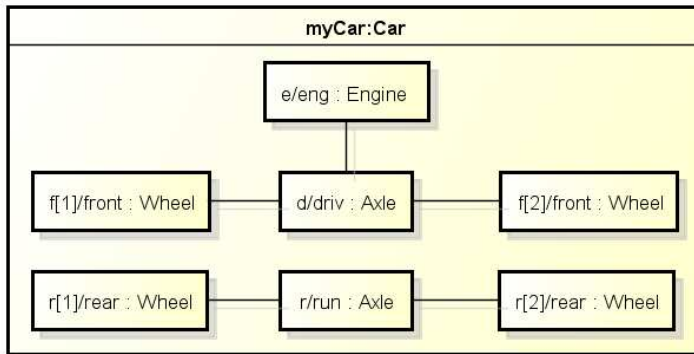 myCar:Car
e/eng : Engine
f[1]/front : Wheel
d/driv : Axle
f[2]/front : Wheel
r[1]/rear : Wheel
r/run : Axle
r[2]/rear : Wheel